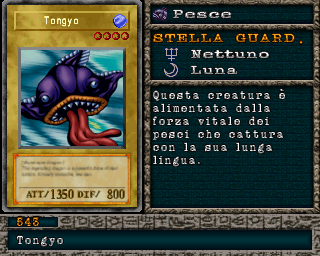 Tongyo
ATT/1350 DIF/ 800
Pesce
STELLA GUARD.
Nettuno
Luna
Questa creatura è
alimentata dalla
forza vitale dei
pesci che cattura
con la sua lunga
lingua.
543
Tongyo